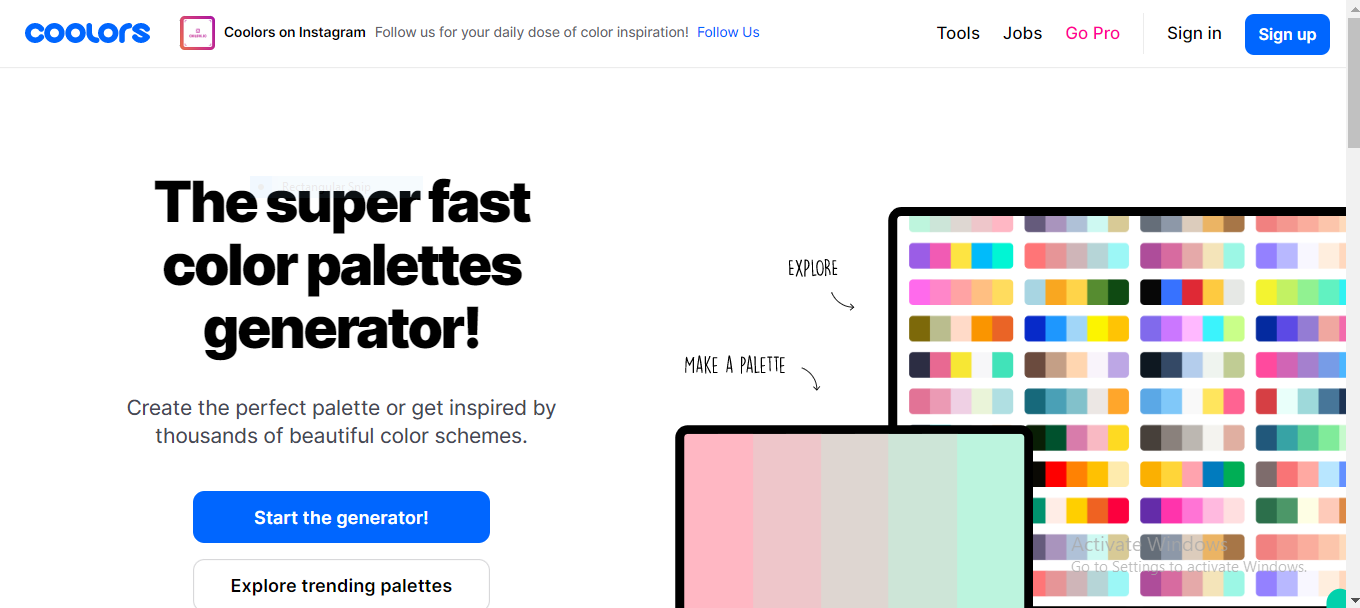 coolors
Coolors on Instagram Follow us for your daily dose of color inspiration! Follow Us
Tools Jobs Go Pro Sign in Sign up
Rectangular Snip
The super fast
color palettes
generator!
Create the perfect palette or get inspired by
thousands of beautiful color schemes.
Start the generator!
Explore trending palettes
EXPLORE
MAKE A PALETTE
Activate Windows
Go to Settings to activate Windows.